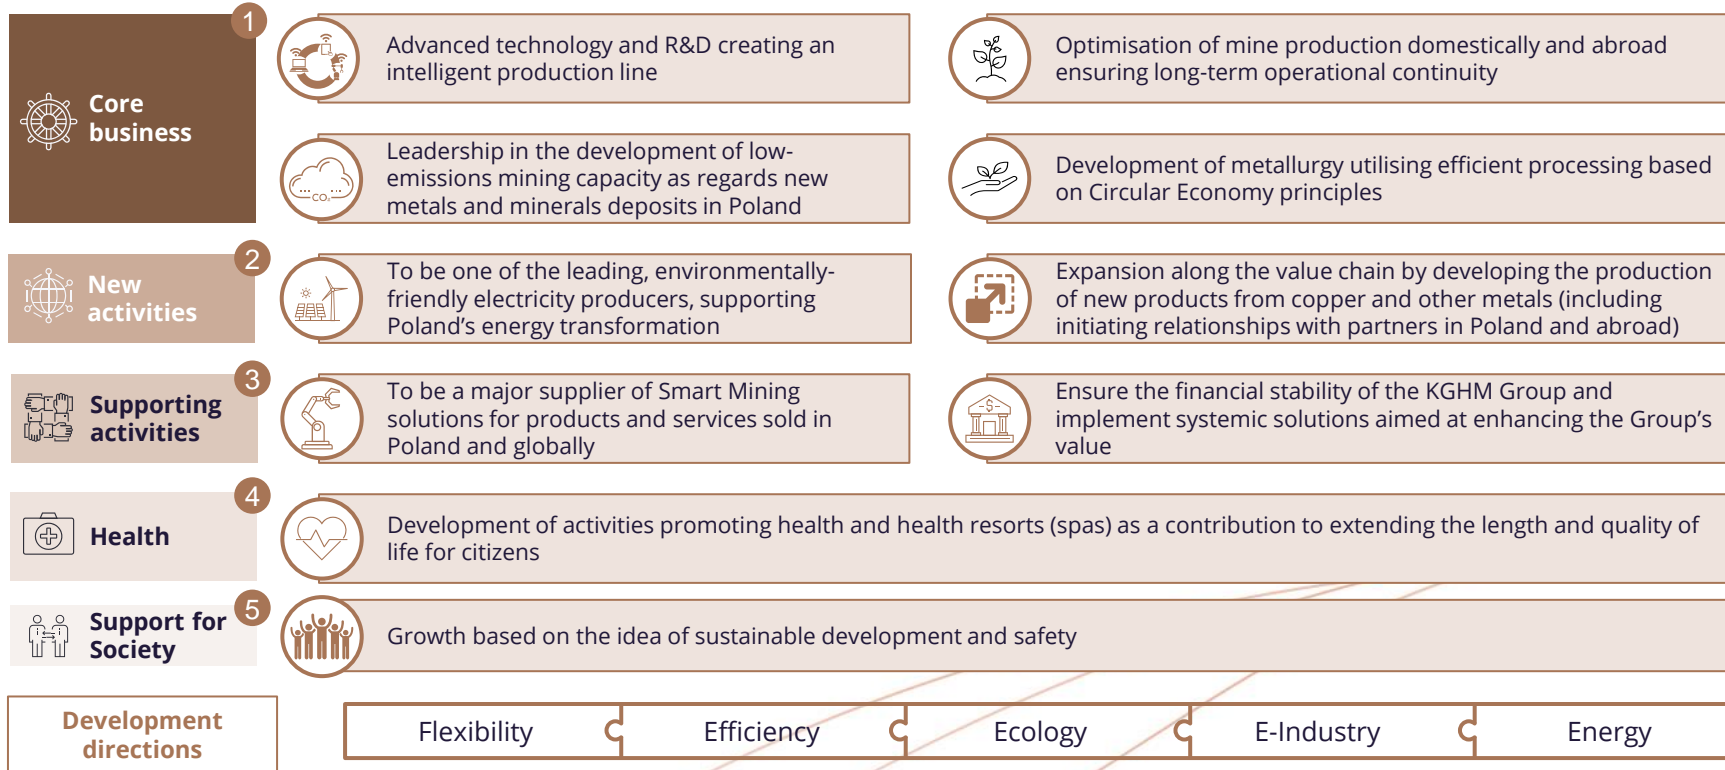 1
Core
business
Advanced technology and R&D creating an
intelligent production line
Optimisation of mine production domestically and abroad
ensuring long-term operational continuity
Leadership in the development of low-
emissions mining capacity as regards new
metals and minerals deposits in Poland
CO₂
Development of metallurgy utilising efficient processing based
on Circular Economy principles
2
New
activities
To be one of the leading, environmentally-
friendly electricity producers, supporting
Poland’s energy transformation
Expansion along the value chain by developing the production
of new products from copper and other metals (including
initiating relationships with partners in Poland and abroad)
3
Supporting
activities
To be a major supplier of Smart Mining
solutions for products and services sold in
Poland and globally
-$-
Ensure the financial stability of the KGHM Group and
implement systemic solutions aimed at enhancing the Group’s
value
4
Health
Development of activities promoting health and health resorts (spas) as a contribution to extending the length and quality of
life for citizens
5
Support for
Society
Growth based on the idea of sustainable development and safety
Development
directions
Flexibility
Efficiency
Ecology
E-Industry
Energy